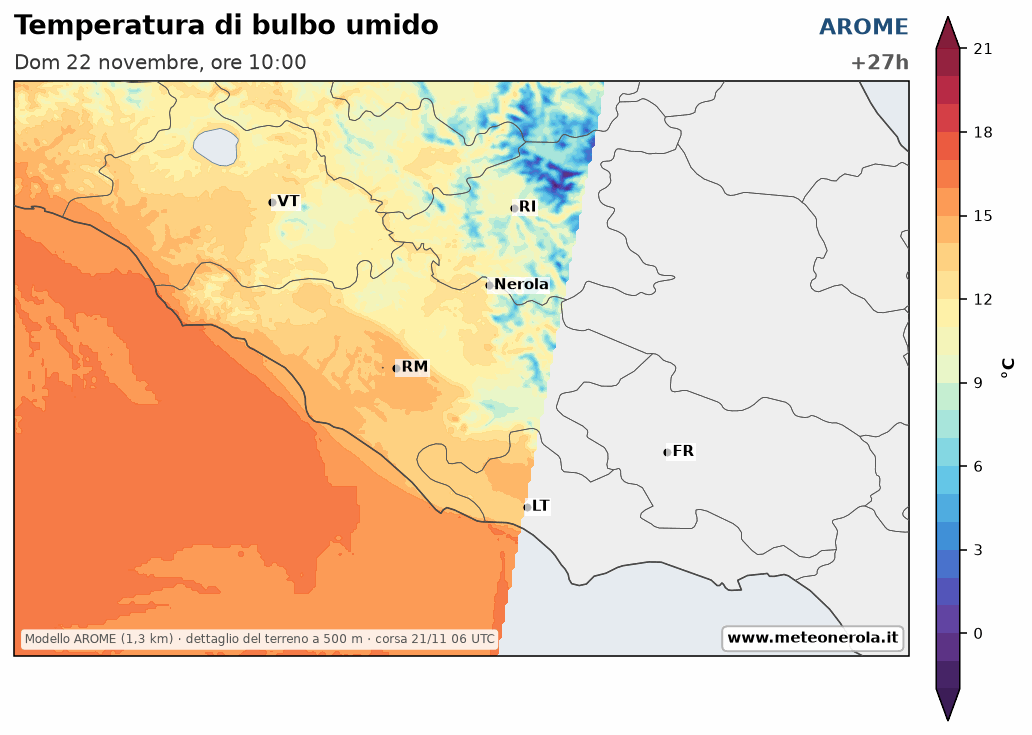 Temperatura di bulbo umido
AROME
Dom 22 novembre, ore 10:00
+27h
21
18
15
12
9
6
3
0
°C
VT
RI
Nerola
RM
FR
LT
Modello AROME (1,3 km) · dettaglio del terreno a 500 m · corsa 21/11 06 UTC
www.meteonerola.it